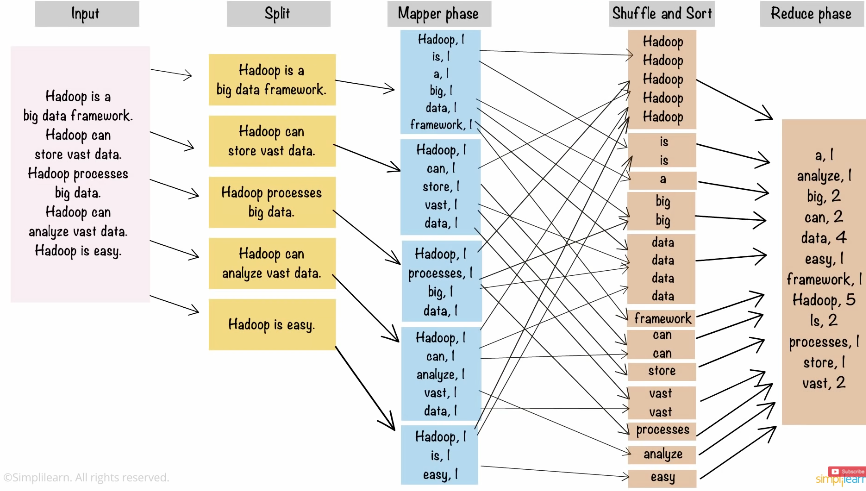 Input
Split
Mapper phase
Shuffle and Sort
Reduce phase
Hadoop is a
big data framework.
Hadoop can
store vast data.
Hadoop processes
big data.
Hadoop can
analyze vast data.
Hadoop is easy.
Hadoop is a
big data framework.
Hadoop can
store vast data.
Hadoop processes
big data.
Hadoop can
analyze vast data.
Hadoop is easy.
Hadoop, 1
is, 1
a, 1
big, 1
data, 1
framework, 1
Hadoop, 1
can, 1
store, 1
vast, 1
data, 1
Hadoop, 1
processes, 1
big, 1
data, 1
Hadoop, 1
can, 1
analyze, 1
vast, 1
data, 1
Hadoop, 1
is, 1
easy, 1
Hadoop
Hadoop
Hadoop
Hadoop
Hadoop
is
is
a
big
big
data
data
data
data
framework
can
can
store
vast
vast
processes
analyze
easy
a, 1
analyze, 1
big, 2
can, 2
data, 4
easy, 1
framework, 1
Hadoop, 5
Is, 2
processes, 1
store, 1
vast, 2
©Simplilearn. All rights reserved.
Subscribe
simplilearn